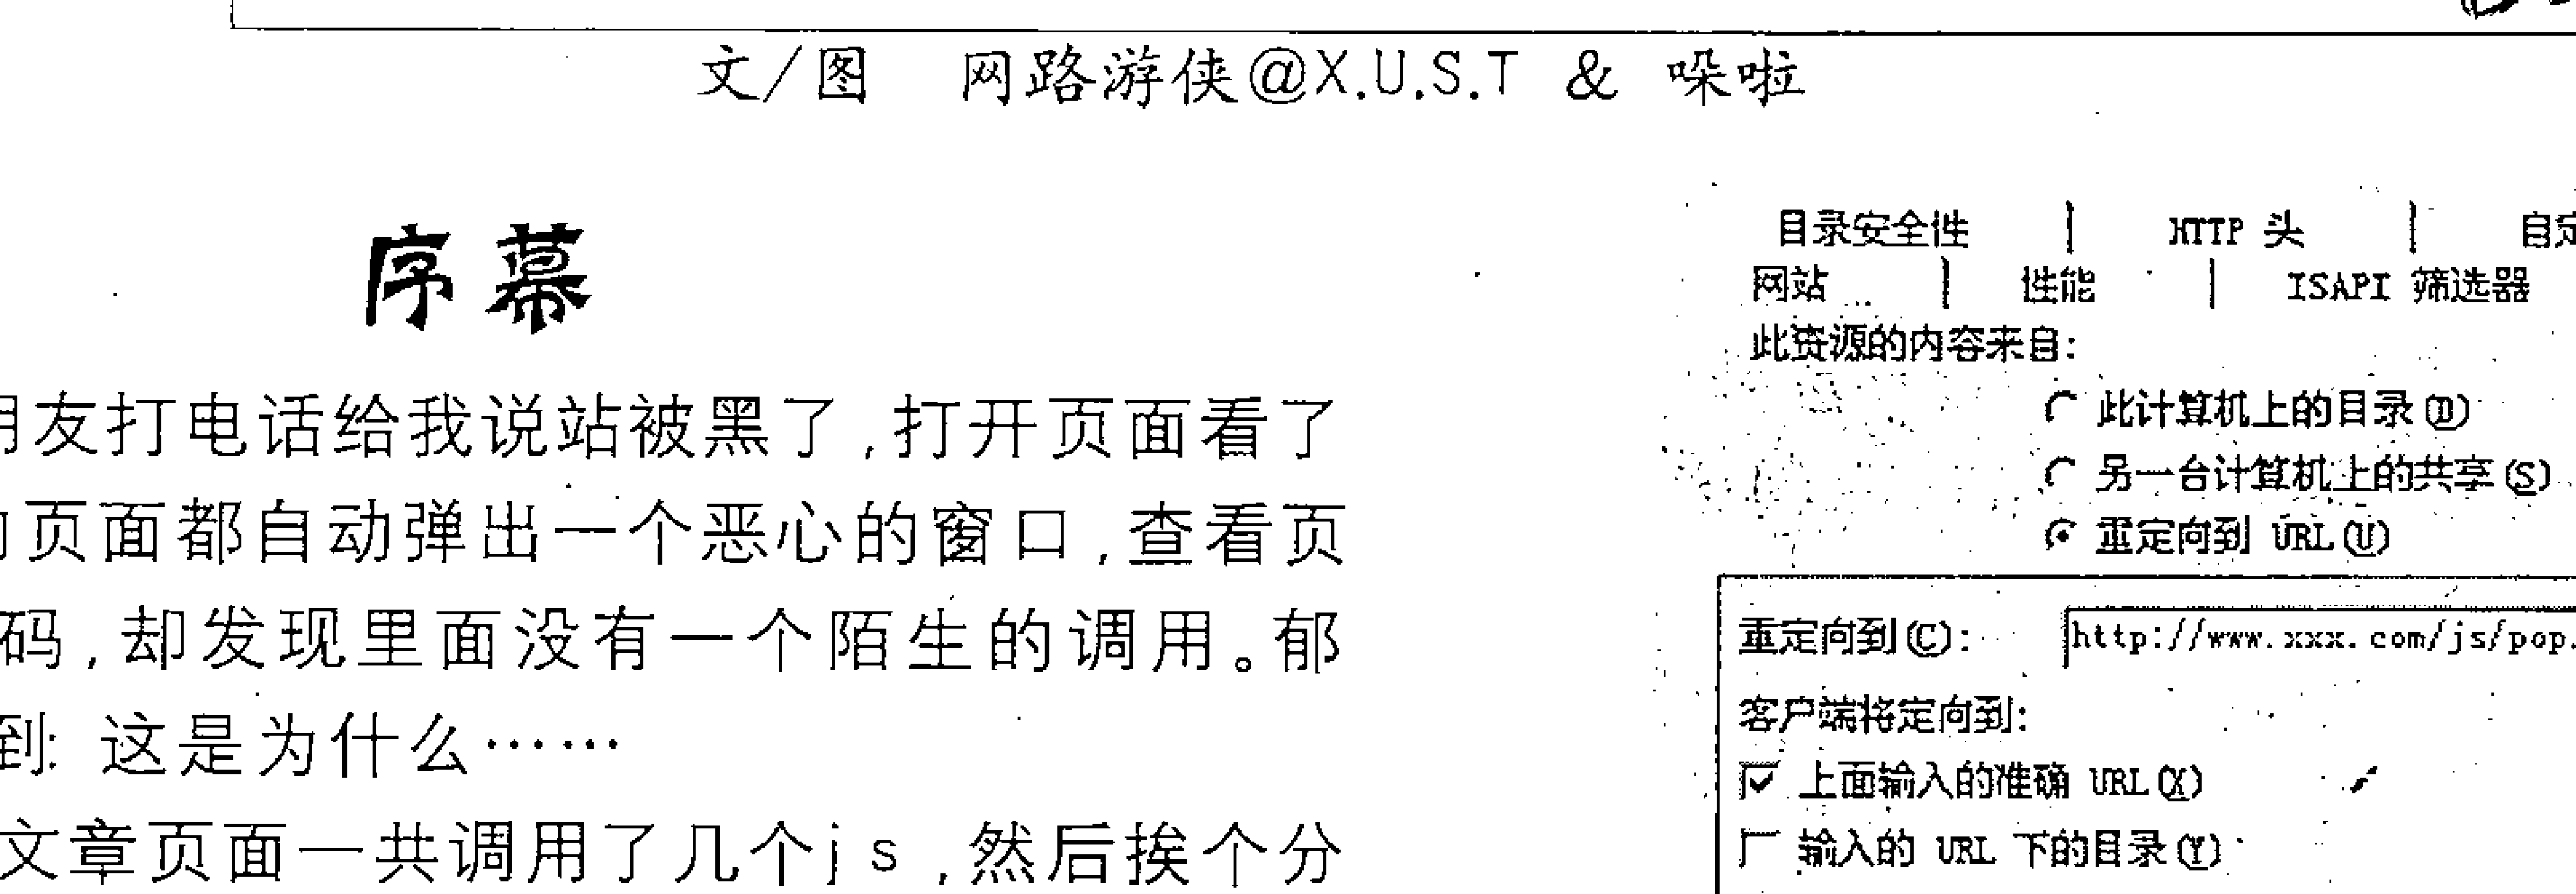 文/图 网路游侠@X.U.S.T & 哚啦
序幕
朋友打电话给我说站被黑了,打开页面看了
页面都自动弹出一个恶心的窗口,查看页
码,却发现里面没有一个陌生的调用。郁
到: 这是为什么……
文章页面一共调用了几个js,然后挨个分
目录安全性 | HTTP 头 | 自定
网站 | 性能 | ISAPI 筛选器
此资源的内容来自:
此计算机上的目录(D)
另一台计算机上的共享(S)
重定向到 URL(U)
重定向到(C): http://www.xxx.com/js/pop.
客户端将定向到:
上面输入的准确 URL(X)
输入的 URL 下的目录(Y)